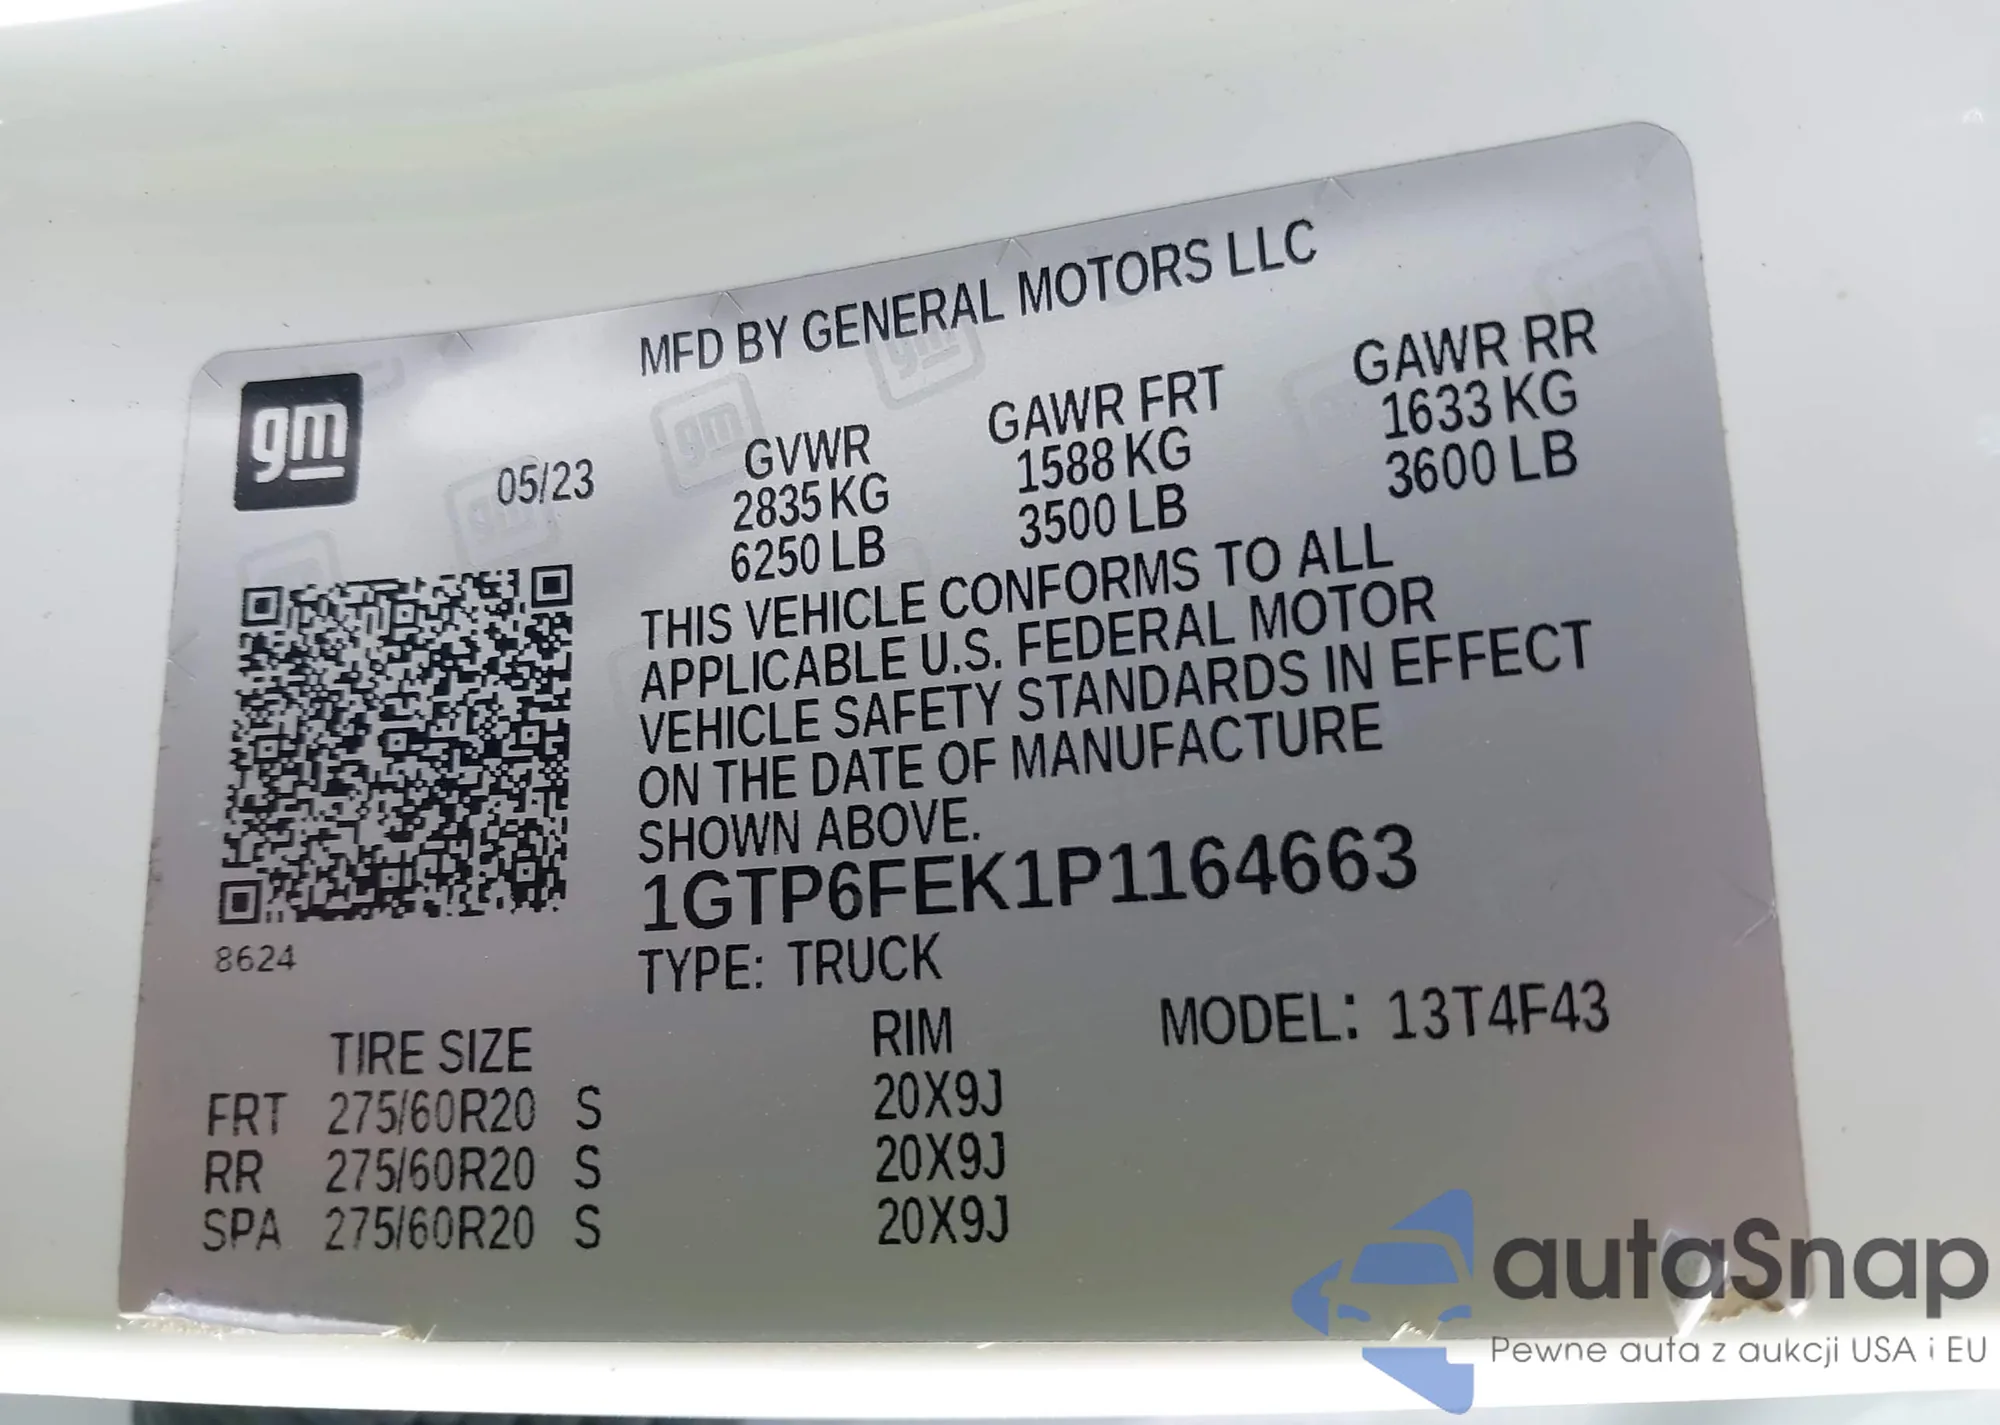 MFD BY GENERAL MOTORS LLC
gm
05/23
GVWR GAWR FRT GAWR RR
2835 KG 1588 KG 1633 KG
6250 LB 3500 LB 3600 LB
THIS VEHICLE CONFORMS TO ALL
APPLICABLE U.S. FEDERAL MOTOR
VEHICLE SAFETY STANDARDS IN EFFECT
ON THE DATE OF MANUFACTURE
SHOWN ABOVE.
1GTP6FEK1P1164663
8624
TYPE: TRUCK
TIRE SIZE RIM MODEL: 13T4F43
FRT 275/60R20 S 20X9J
RR 275/60R20 S 20X9J
SPA 275/60R20 S 20X9J
autaSnap
Pewne auta z aukcji USA i EU